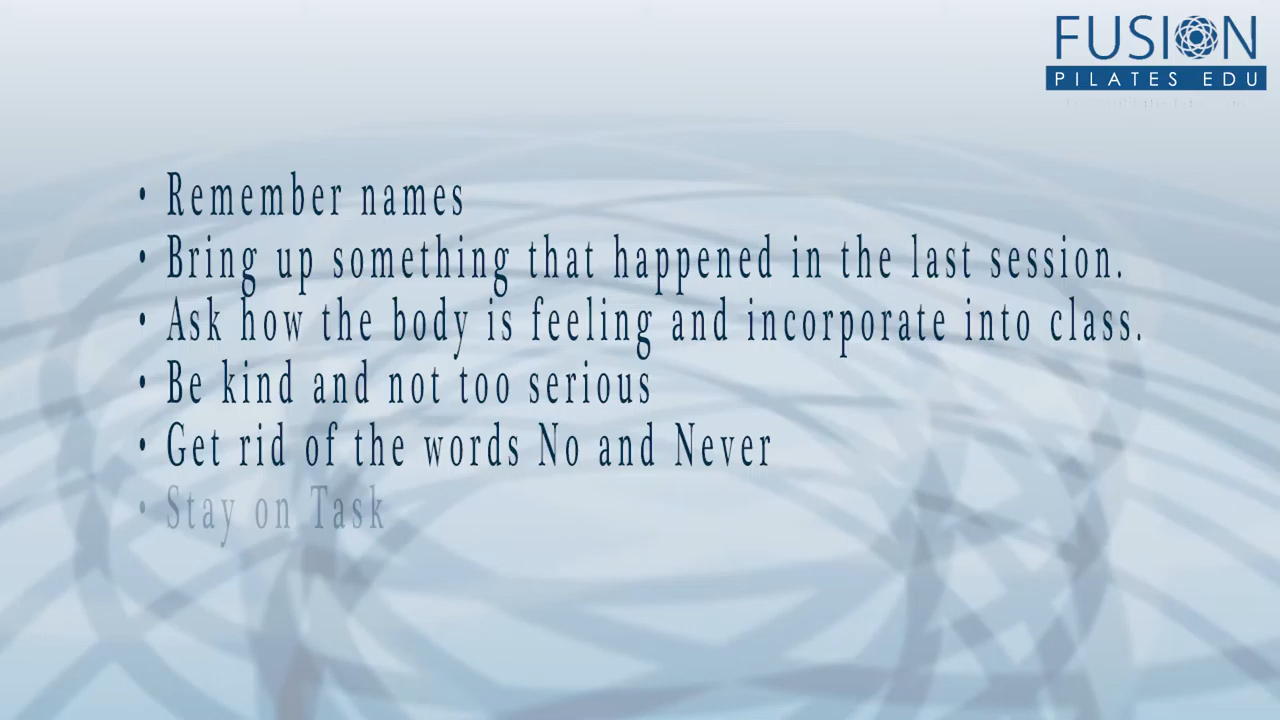 FUSION
PILATES EDU
• Remember names
• Bring up something that happened in the last session.
• Ask how the body is feeling and incorporate into class.
• Be kind and not too serious
• Get rid of the words No and Never
• Stay on Task